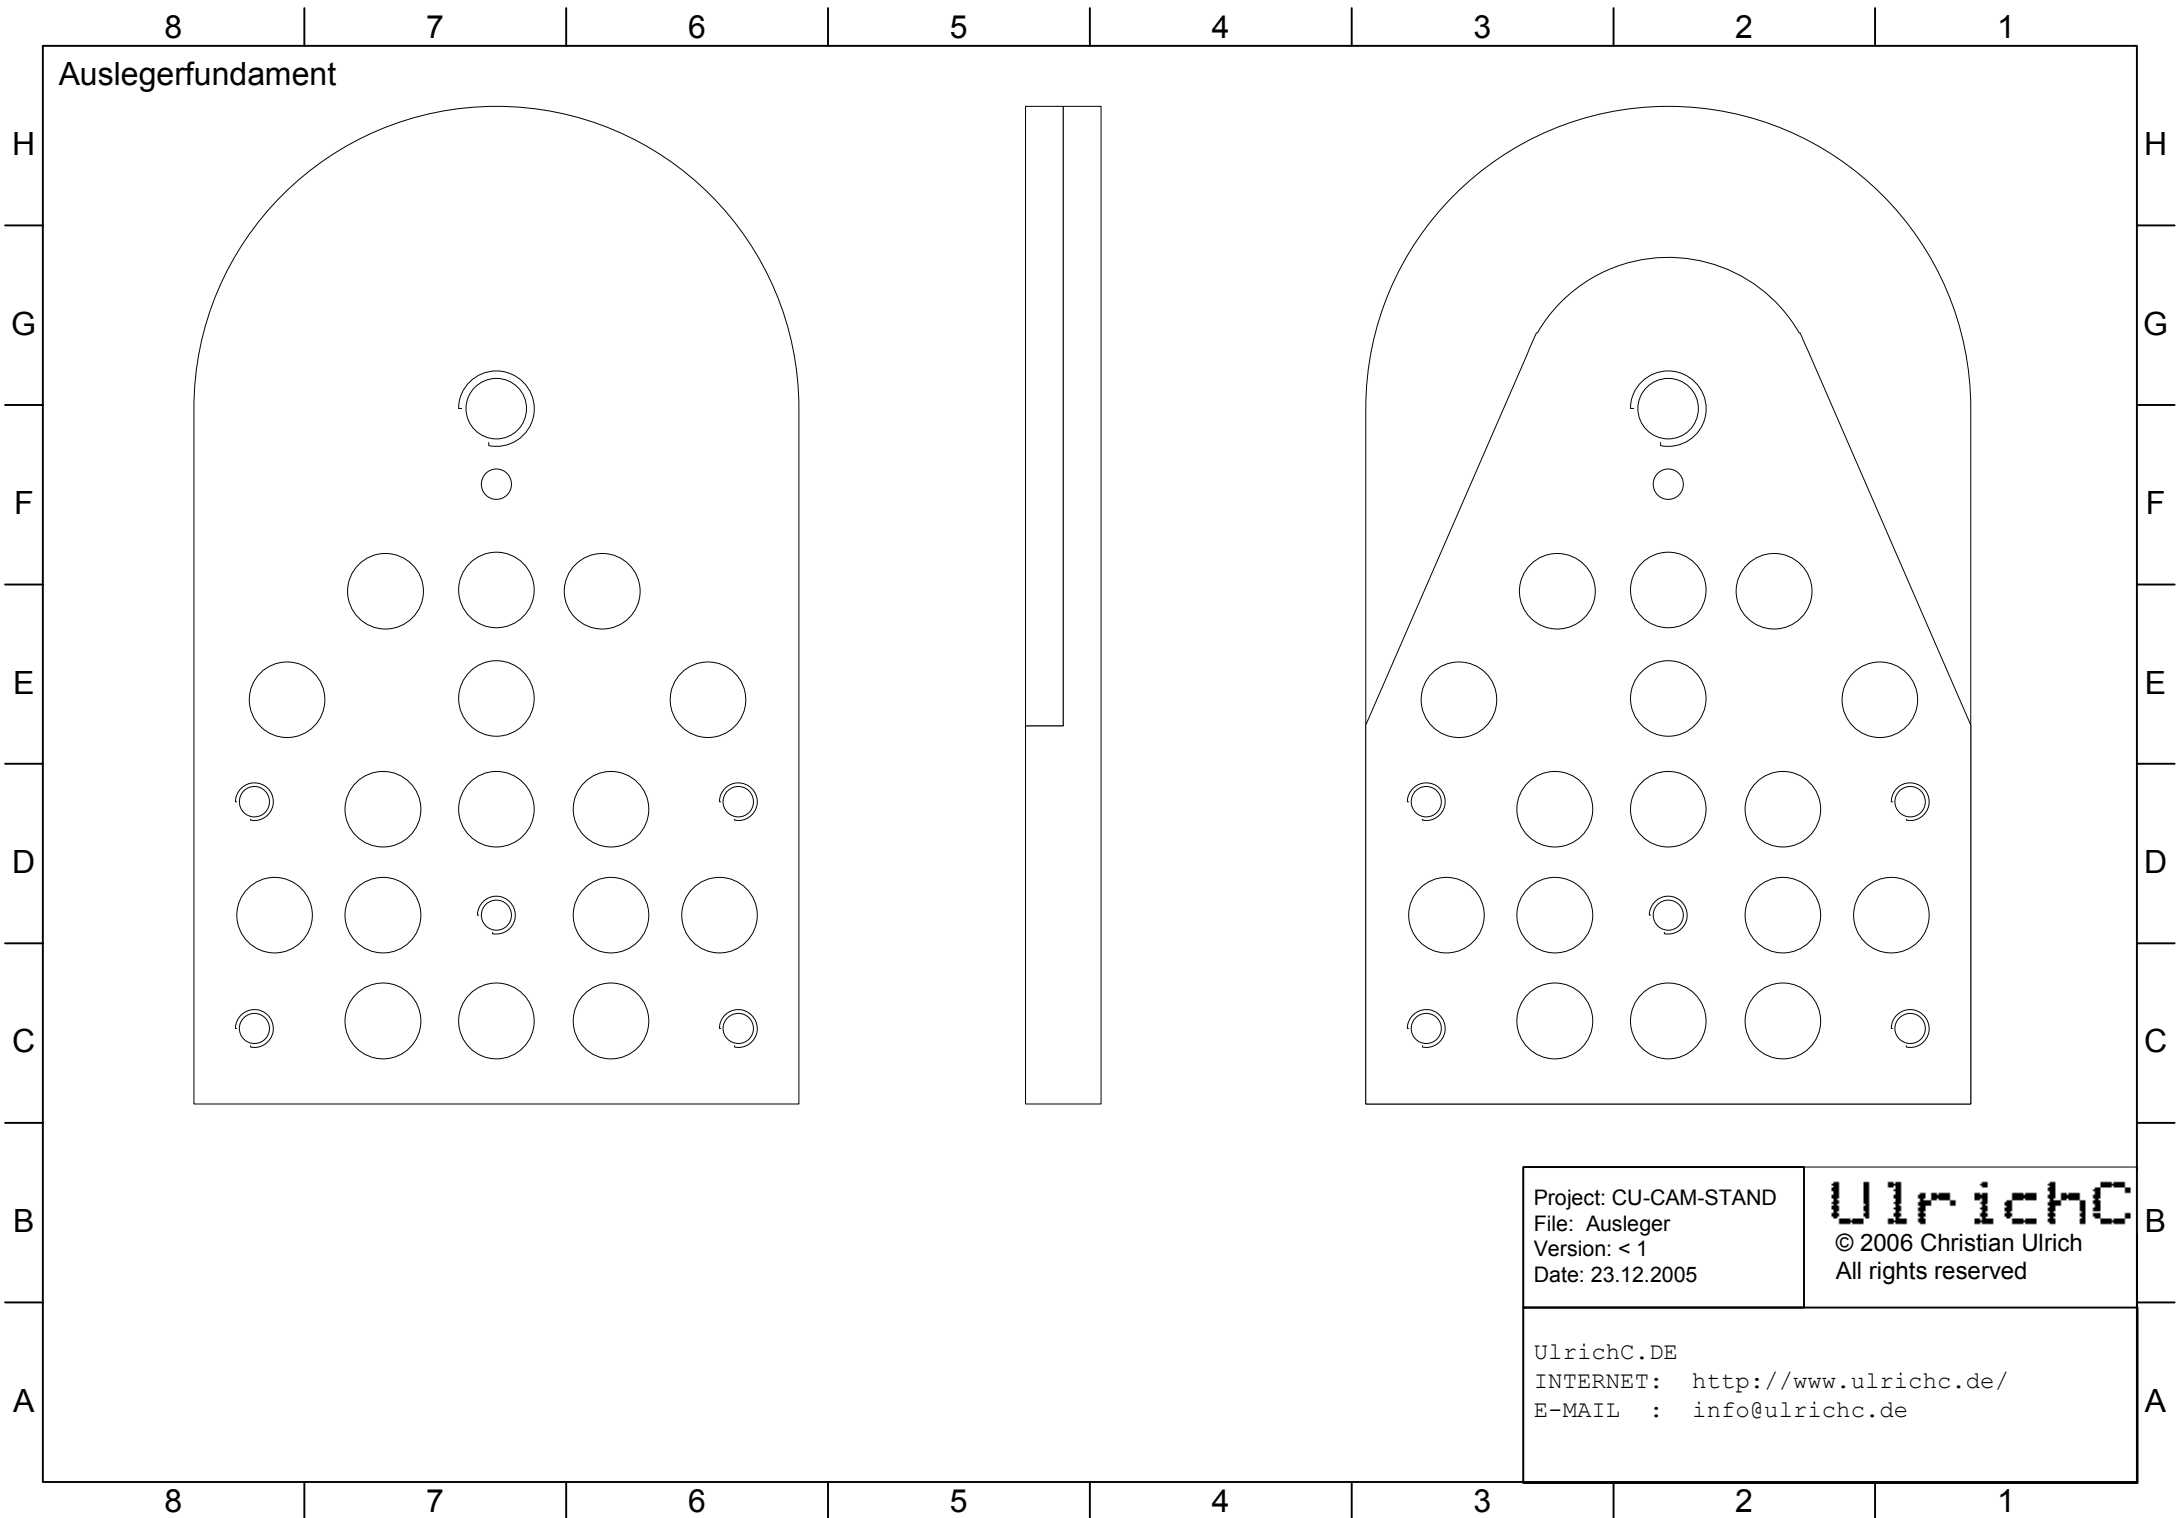 8 7 6 5 4 3 2 1
Auslegerfundament
H H
G G
F F
E E
D D
C C
B B
A A
Project: CU-CAM-STAND
File: Ausleger
Version: < 1
Date: 23.12.2005
UlrichC
© 2006 Christian Ulrich
All rights reserved
UlrichC.DE
INTERNET: http://www.ulrichc.de/
E-MAIL : info@ulrichc.de
8 7 6 5 4 3 2 1